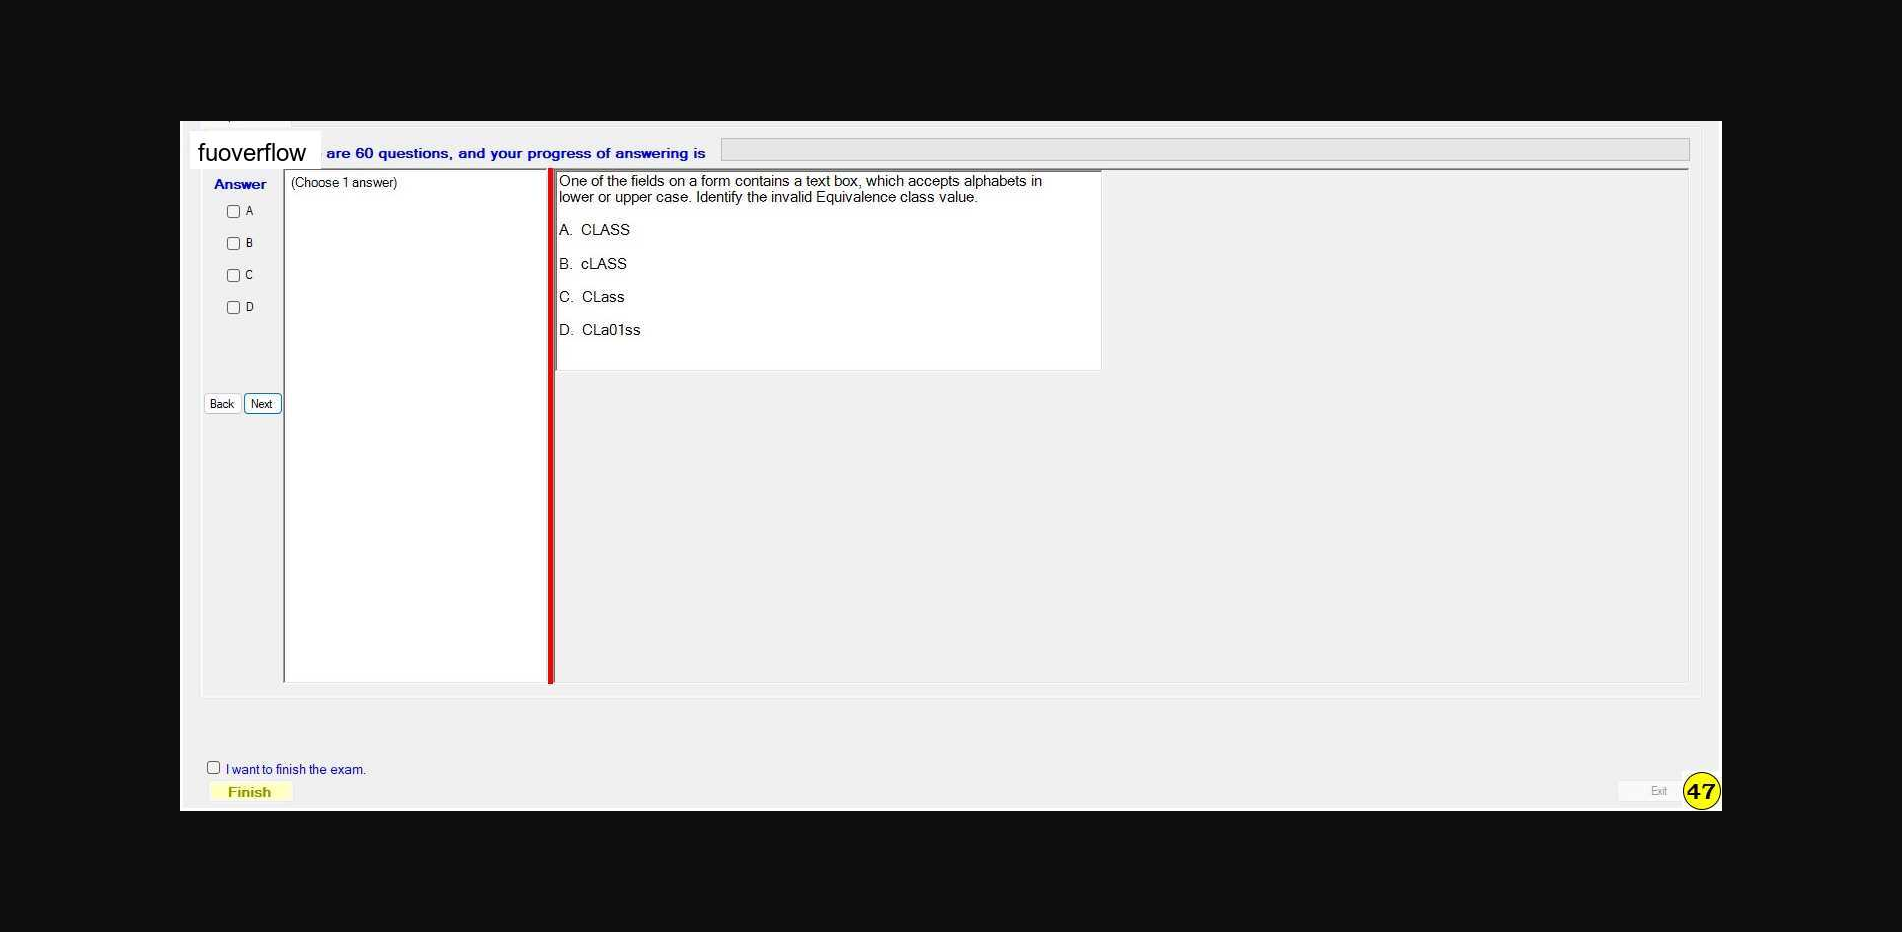 fuoverflow are 60 questions, and your progress of answering is
Answer
(Choose 1 answer)
A
B
C
D
Back Next
One of the fields on a form contains a text box, which accepts alphabets in
lower or upper case. Identify the invalid Equivalence class value.
A. CLASS
B. cLASS
C. CLass
D. CLa01ss
I want to finish the exam.
Finish
Exit
47